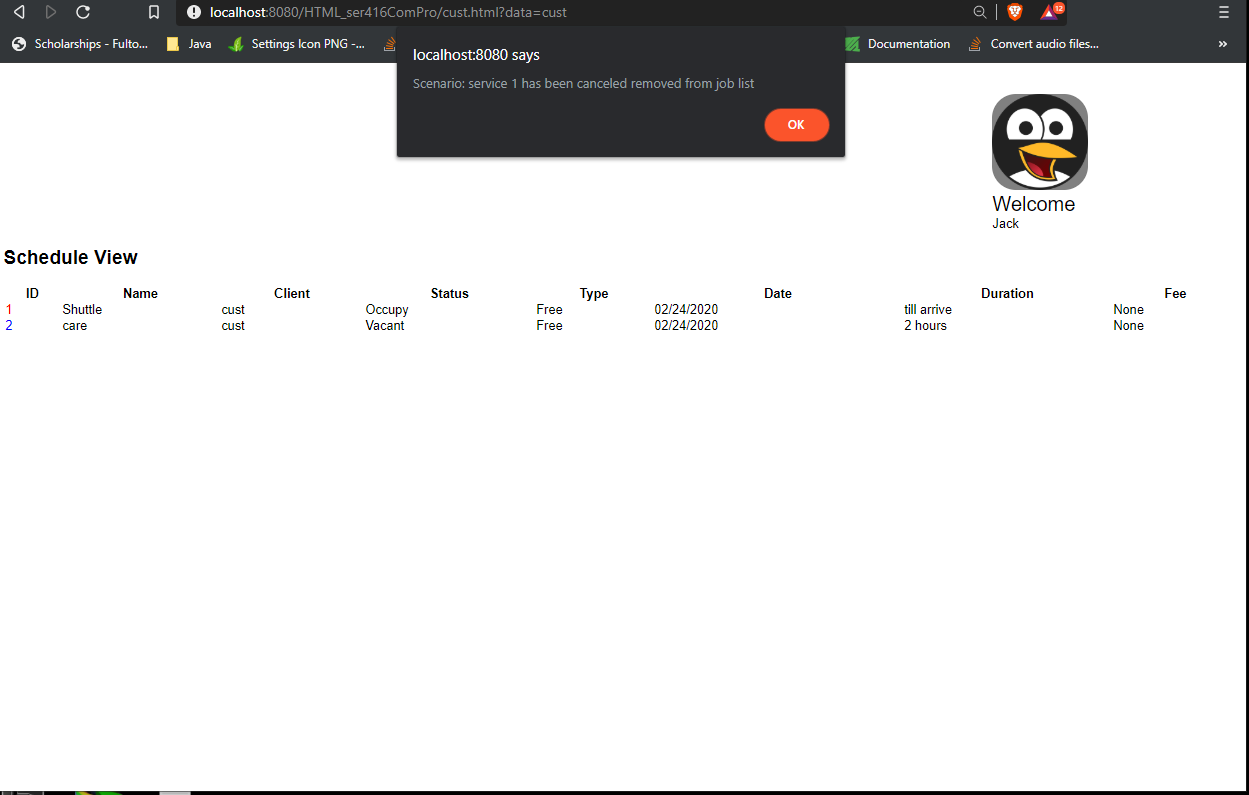 localhost:8080/HTML_ser416ComPro/cust.html?data=cust
12
Scholarships - Fulto... Java Settings Icon PNG -... Documentation Convert audio files... »
localhost:8080 says
Scenario: service 1 has been canceled removed from job list
OK
Welcome
Jack
Schedule View
ID Name Client Status Type Date Duration Fee
1 Shuttle cust Occupy Free 02/24/2020 till arrive None
2 care cust Vacant Free 02/24/2020 2 hours None